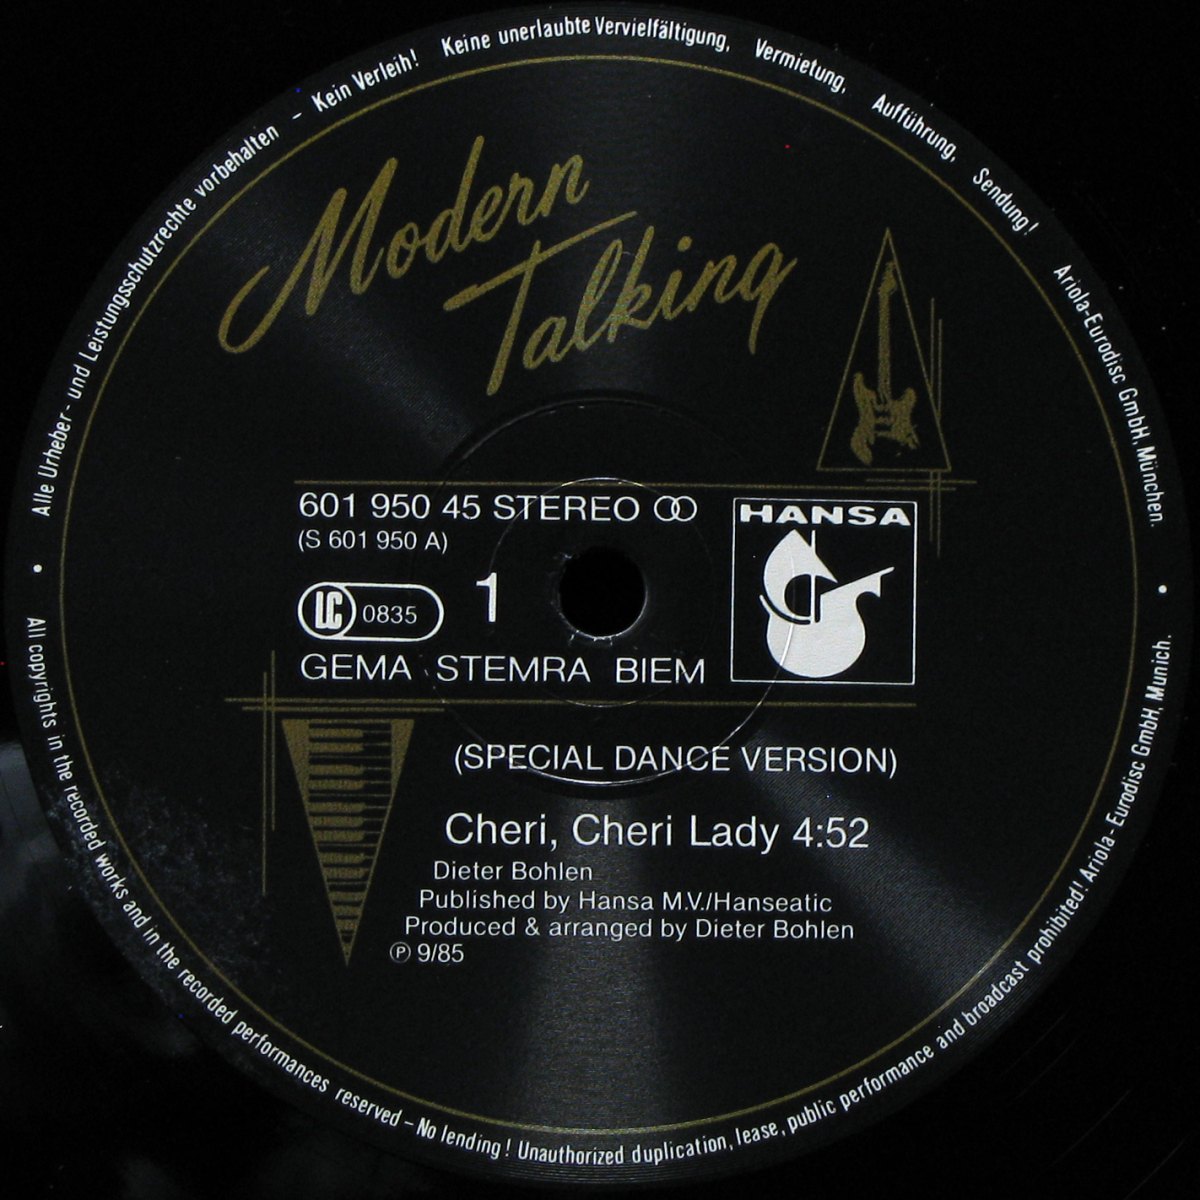 Alle Urheber- und Leistungsschutzrechte vorbehalten – Kein Verleih! Keine unerlaubte Vervielfältigung, Vermietung, Aufführung, Sendung! Ariola-Eurodisc GmbH, München.
Modern
Talking
601 950 45 STEREO
(S 601 950 A)
HANSA
LC 0835
1
GEMA STEMRA BIEM
(SPECIAL DANCE VERSION)
Cheri, Cheri Lady 4:52
Dieter Bohlen
Published by Hansa M.V./Hanseatic
Produced & arranged by Dieter Bohlen
Ⓟ 9/85
All copyrights in the recorded works and in the recorded performances reserved – No lending! Unauthorized duplication, lease, public performance and broadcast prohibited! Ariola-Eurodisc GmbH, Munich.